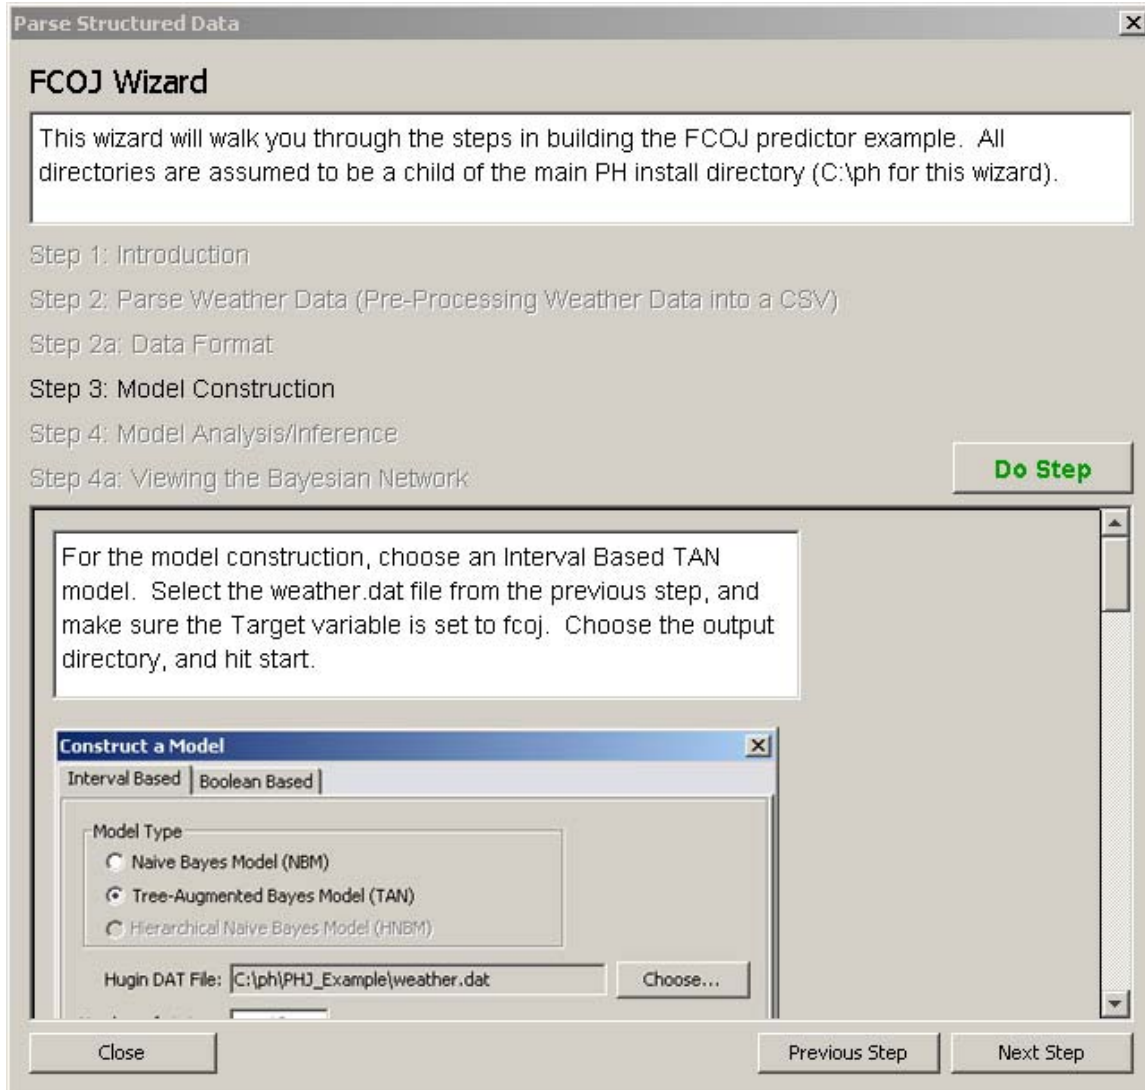 Parse Structured Data
FCOJ Wizard
This wizard will walk you through the steps in building the FCOJ predictor example.  All
directories are assumed to be a child of the main PH install directory (C:\ph for this wizard).
Step 1: Introduction
Step 2: Parse Weather Data (Pre-Processing Weather Data into a CSV)
Step 2a: Data Format
Step 3: Model Construction
Step 4: Model Analysis/Inference
Step 4a: Viewing the Bayesian Network
Do Step
For the model construction, choose an Interval Based TAN
model.  Select the weather.dat file from the previous step, and
make sure the Target variable is set to fcoj.  Choose the output
directory, and hit start.
Construct a Model
Interval Based Boolean Based
Model Type
Naive Bayes Model (NBM)
Tree-Augmented Bayes Model (TAN)
Hierarchical Naive Bayes Model (HNBM)
Hugin DAT File: C:\ph\PHJ_Example\weather.dat Choose...
Close Previous Step Next Step